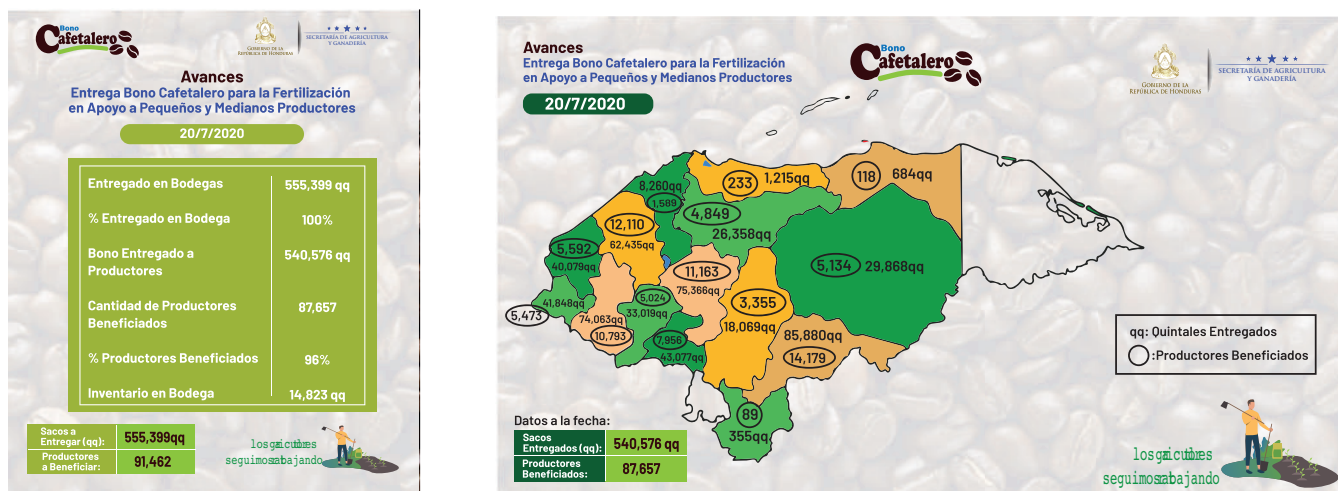 Bono
Cafetalero
GOBIERNO DE LA
REPÚBLICA DE HONDURAS
SECRETARÍA DE AGRICULTURA
Y GANADERÍA
Avances
Entrega Bono Cafetalero para la Fertilización
en Apoyo a Pequeños y Medianos Productores
20/7/2020
Entregado en Bodegas 555,399 qq
% Entregado en Bodega 100%
Bono Entregado a 540,576 qq
Productores
Cantidad de Productores 87,657
Beneficiados
% Productores Beneficiados 96%
Inventario en Bodega 14,823 qq
Sacos a
Entregar (qq): 555,399qq
Productores
a Beneficiar: 91,462
Avances
Entrega Bono Cafetalero para la Fertilización
en Apoyo a Pequeños y Medianos Productores
20/7/2020
Bono
Cafetalero
GOBIERNO DE LA
REPÚBLICA DE HONDURAS
SECRETARÍA DE AGRICULTURA
Y GANADERÍA
233 1,215qq
118 684qq
8,260qq
1,589
4,849
26,358qq
12,110
62,435qq
5,592
40,079qq
11,163
75,366qq
5,134 29,868qq
41,848qq
5,473
5,024
33,019qq
3,355
18,069qq
74,063qq
10,793
7,956
43,077qq
85,880qq
14,179
89
355qq
qq: Quintales Entregados
:Productores Beneficiados
Datos a la fecha:
Sacos
Entregados (qq): 540,576 qq
Productores
Beneficiados: 87,657